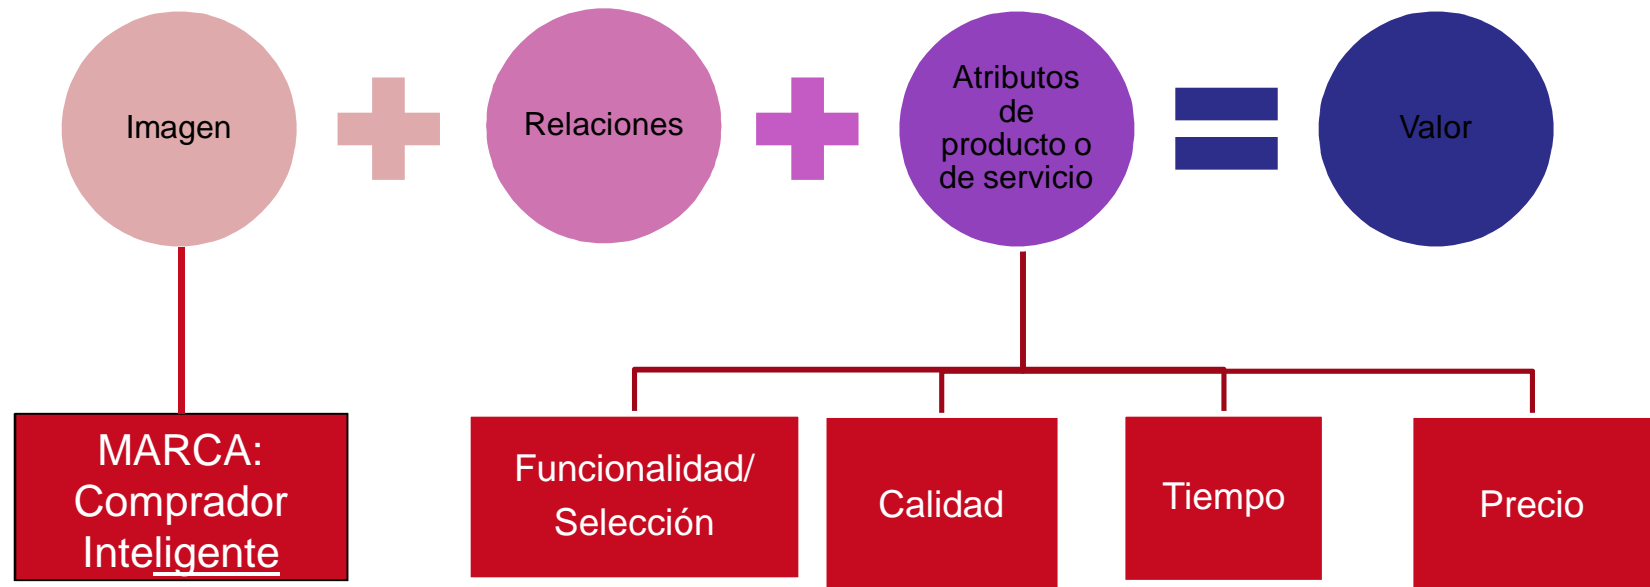 Imagen
Relaciones
Atributos
de
producto o
de servicio
Valor
MARCA:
Comprador
Inteligente
Funcionalidad/
Selección
Calidad
Tiempo
Precio